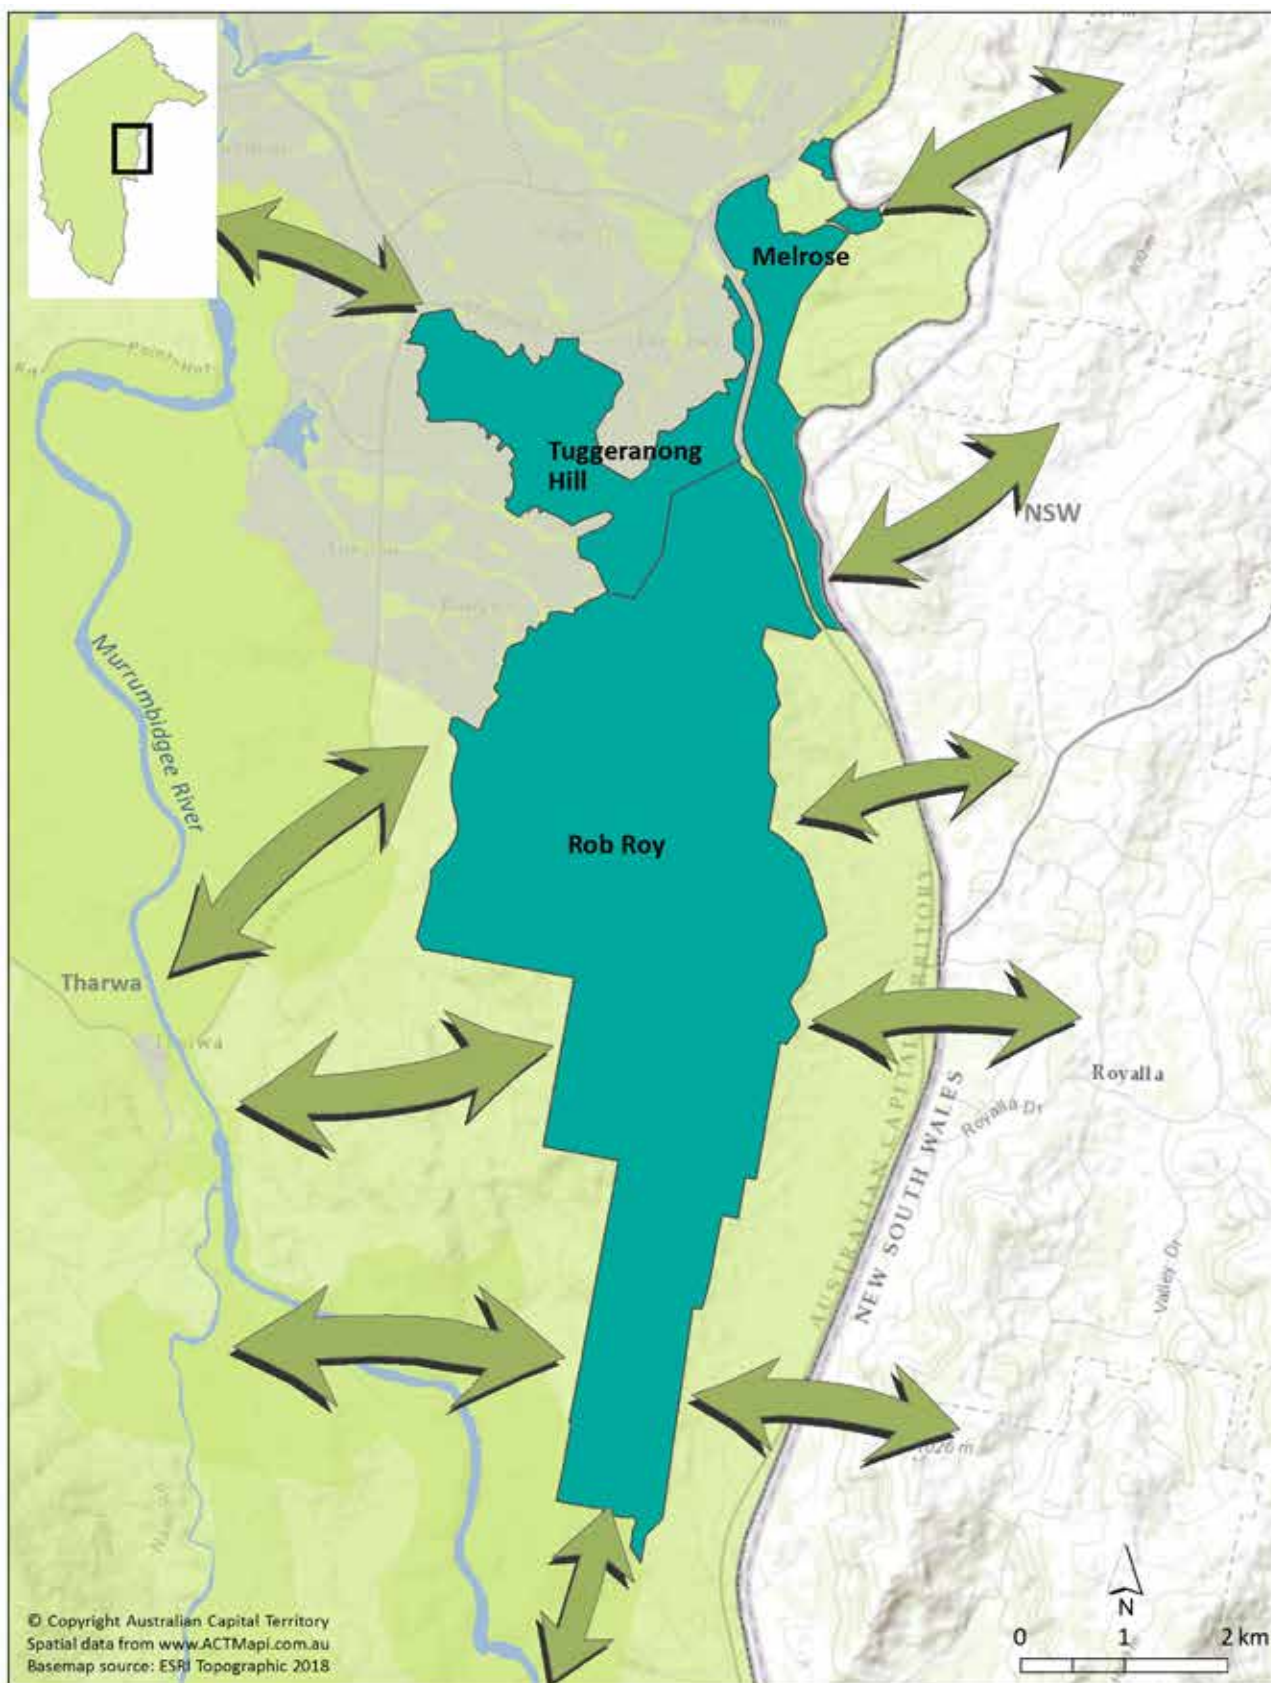 Melrose
Tuggeranong
Hill
NSW
Murrumbidgee River
Rob Roy
Tharwa
Tharwa
AUSTRALIAN CAPITAL TERRITORY
NEW SOUTH WALES
Royalla
Royalla Dr
Valley Dr
1026 m
© Copyright Australian Capital Territory
Spatial data from www.ACTMapi.com.au
Basemap source: ESRI Topographic 2018
N
0 1 2 km